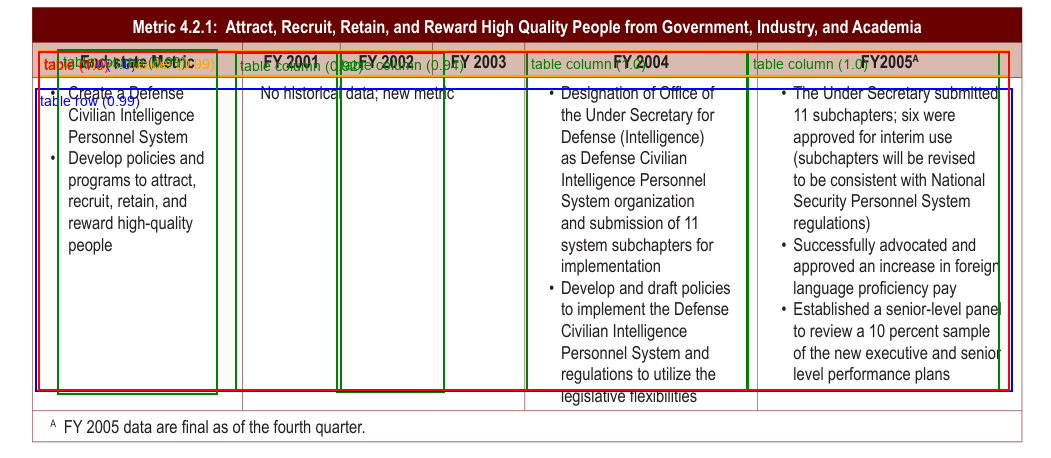 Metric 4.2.1: Attract, Recruit, Retain, and Reward High Quality People from Government, Industry, and Academia
End-state Metric FY 2001 FY 2002 FY 2003 FY 2004 FY2005ᴬ
table (1.0)
table column (0.92)
table column (0.94)
table column (1.0)
table column (1.0)
table row (0.99)
• Create a Defense
Civilian Intelligence
Personnel System
• Develop policies and
programs to attract,
recruit, retain, and
reward high-quality
people
No historical data; new metric
• Designation of Office of
the Under Secretary for
Defense (Intelligence)
as Defense Civilian
Intelligence Personnel
System organization
and submission of 11
system subchapters for
implementation
• Develop and draft policies
to implement the Defense
Civilian Intelligence
Personnel System and
regulations to utilize the
legislative flexibilities
• The Under Secretary submitted
11 subchapters; six were
approved for interim use
(subchapters will be revised
to be consistent with National
Security Personnel System
regulations)
• Successfully advocated and
approved an increase in foreign
language proficiency pay
• Established a senior-level panel
to review a 10 percent sample
of the new executive and senior
level performance plans
ᴬ FY 2005 data are final as of the fourth quarter.